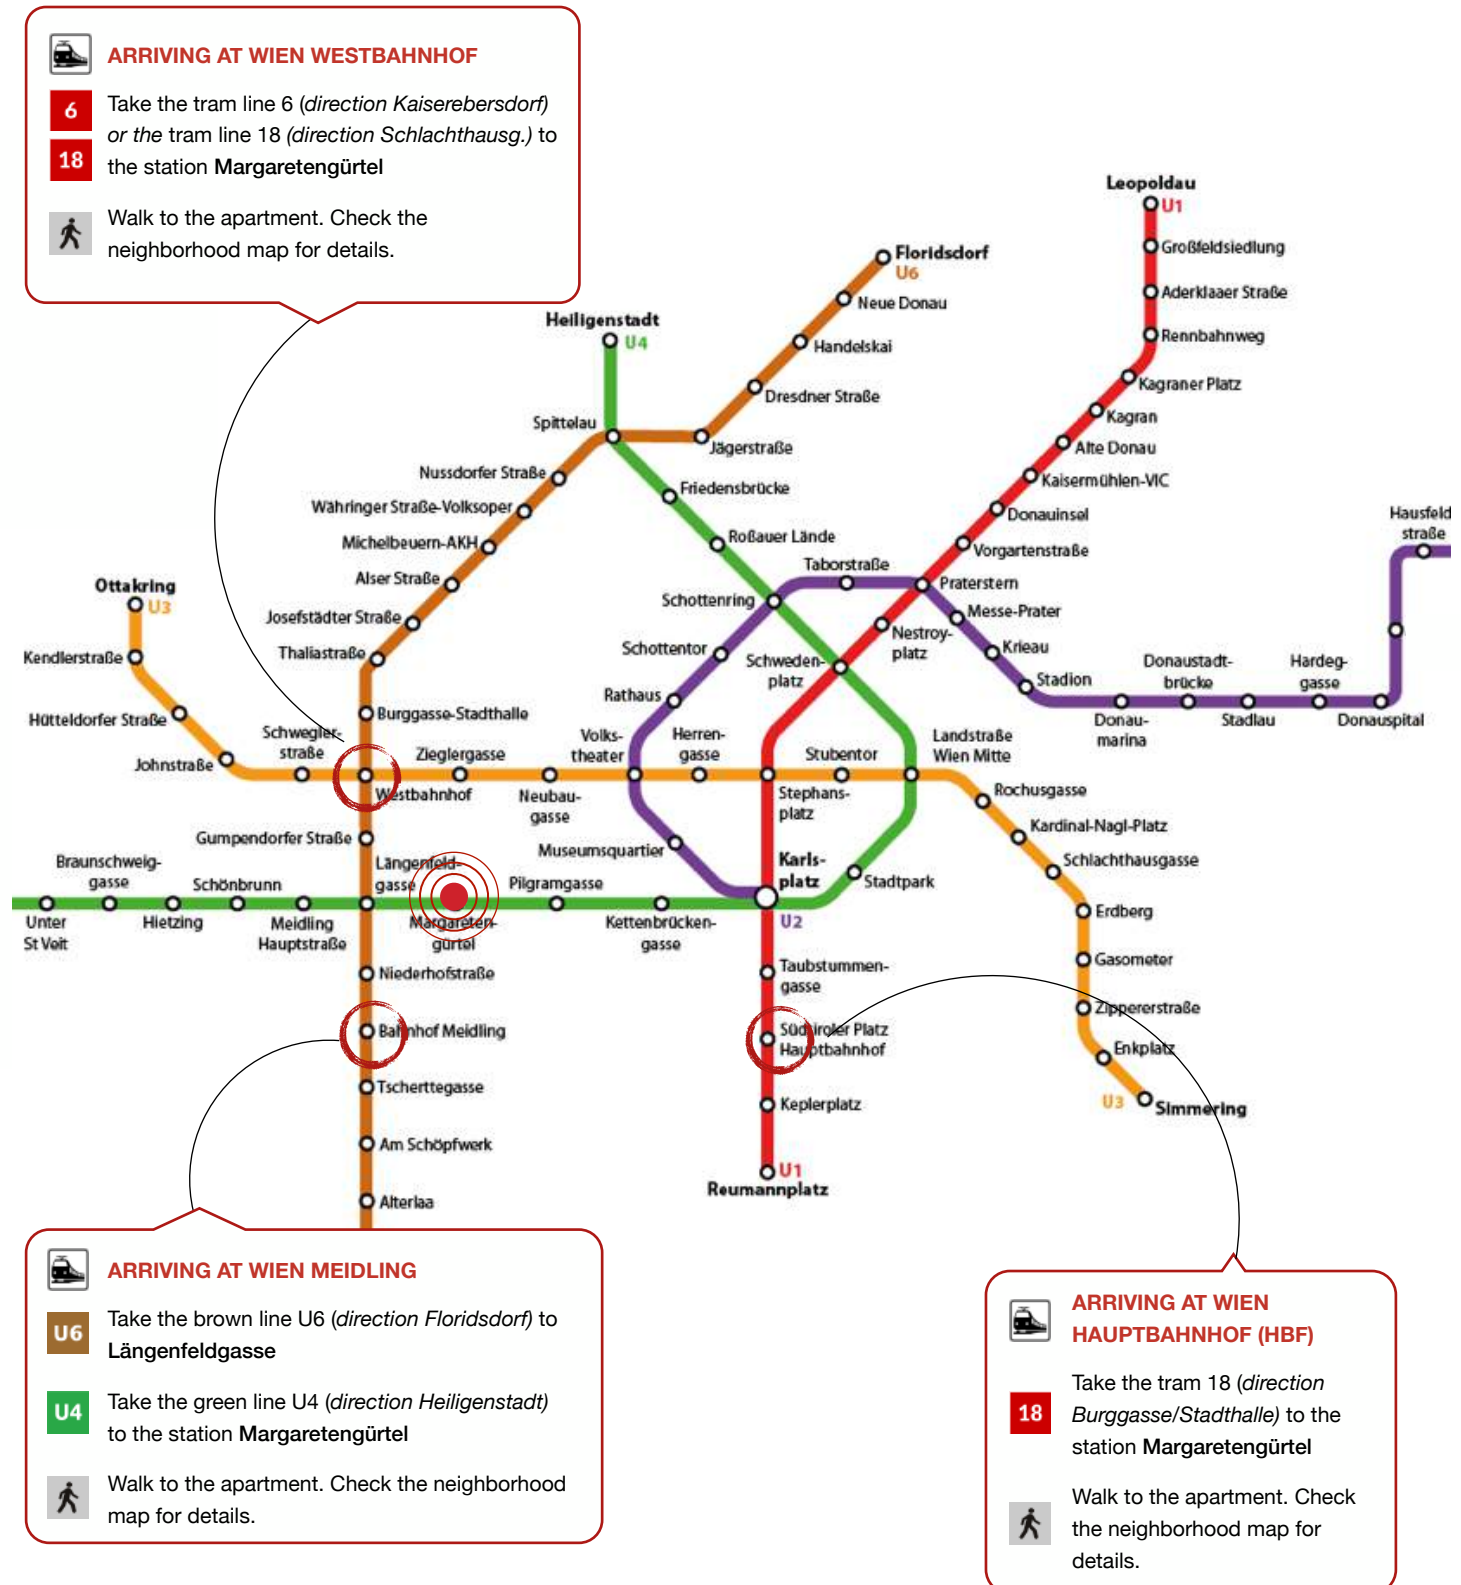 ARRIVING AT WIEN WESTBAHNHOF
6
Take the tram line 6 (direction Kaiserebersdorf)
or the tram line 18 (direction Schlachthausg.) to
18
the station Margaretengürtel
Walk to the apartment. Check the
neighborhood map for details.
Leopoldau
U1
Großfeldsiedlung
Aderklaaer Straße
Rennbahnweg
Kagraner Platz
Kagran
Alte Donau
Kaisermühlen-VIC
Donauinsel
Vorgartenstraße
Praterstern
Nestroy-
platz
Floridsdorf
U6
Neue Donau
Handelskai
Dresdner Straße
Jägerstraße
Heiligenstadt
U4
Spittelau
Friedensbrücke
Roßauer Lände
Schottenring
Schweden-
platz
Nussdorfer Straße
Währinger Straße-Volksoper
Michelbeuern-AKH
Alser Straße
Josefstädter Straße
Thaliastraße
Burggasse-Stadthalle
Taborstraße
Messe-Prater
Krieau
Stadion
Donau-
marina
Donaustadt-
brücke
Stadlau
Hardeg-
gasse
Donauspital
Hausfeld
straße
Schottentor
Rathaus
Volks-
theater
Museumsquartier
Ottakring
U3
Kendlerstraße
Hütteldorfer Straße
Johnstraße
Schwegler-
straße
Westbahnhof
Zieglergasse
Neubau-
gasse
Herren-
gasse
Stephans-
platz
Stubentor
Landstraße
Wien Mitte
Rochusgasse
Kardinal-Nagl-Platz
Schlachthausgasse
Erdberg
Gasometer
Zippererstraße
Enkplatz
U3
Simmering
Gumpendorfer Straße
Längenfeld-
gasse
Braunschweig-
gasse
Schönbrunn
Unter
St Veit
Hietzing
Meidling
Hauptstraße
Margareten-
gürtel
Pilgramgasse
Kettenbrücken-
gasse
Karls-
platz
U2
Stadtpark
Niederhofstraße
Bahnhof Meidling
Tscherttegasse
Am Schöpfwerk
Alterlaa
Taubstummen-
gasse
Südtiroler Platz
Hauptbahnhof
Keplerplatz
U1
Reumannplatz
ARRIVING AT WIEN MEIDLING
U6
Take the brown line U6 (direction Floridsdorf) to
Längenfeldgasse
U4
Take the green line U4 (direction Heiligenstadt)
to the station Margaretengürtel
Walk to the apartment. Check the neighborhood
map for details.
ARRIVING AT WIEN
HAUPTBAHNHOF (HBF)
Take the tram 18 (direction
18
Burggasse/Stadthalle) to the
station Margaretengürtel
Walk to the apartment. Check
the neighborhood map for
details.